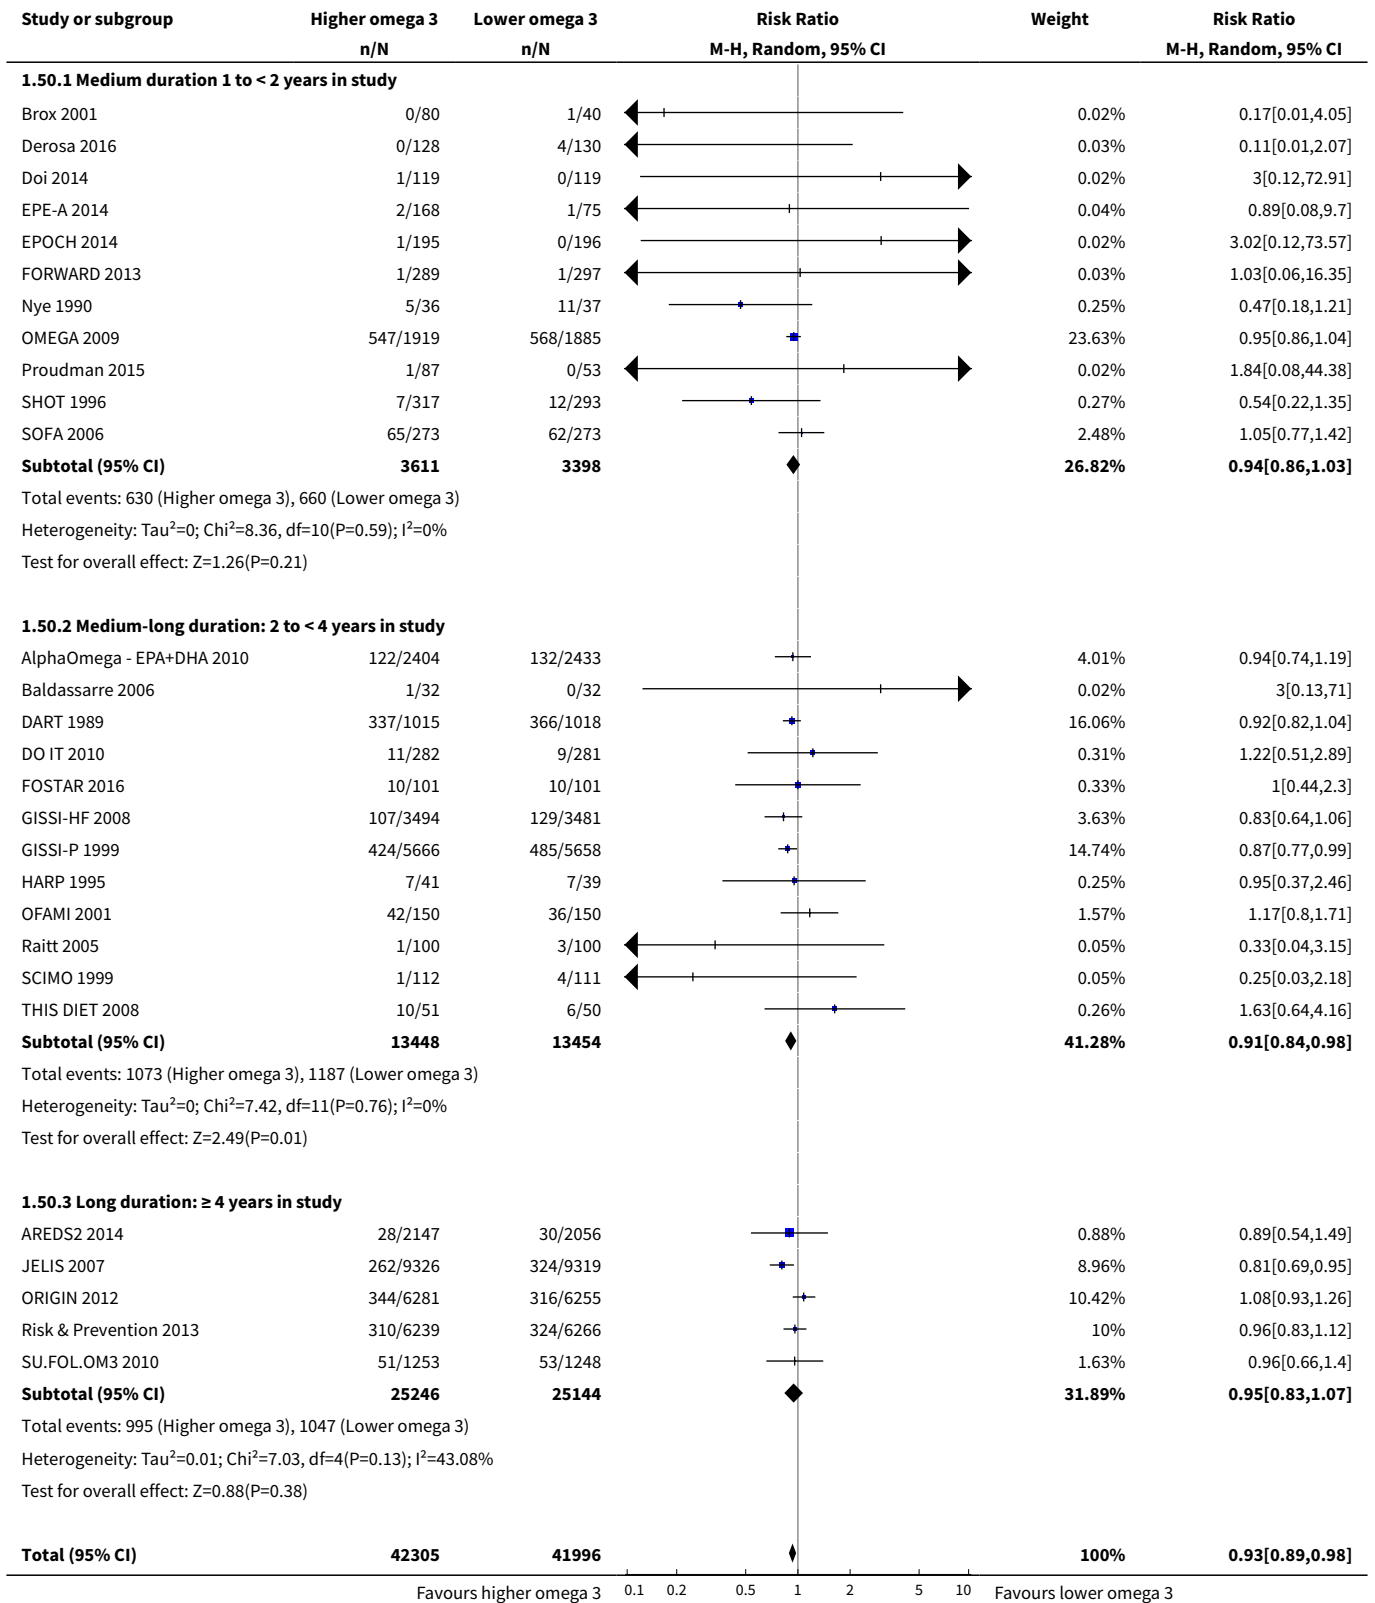 Study or subgroup Higher omega 3 Lower omega 3 Risk Ratio Weight Risk Ratio
n/N n/N M-H, Random, 95% CI M-H, Random, 95% CI
1.50.1 Medium duration 1 to < 2 years in study
Brox 2001 0/80 1/40 0.02% 0.17[0.01,4.05]
Derosa 2016 0/128 4/130 0.03% 0.11[0.01,2.07]
Doi 2014 1/119 0/119 0.02% 3[0.12,72.91]
EPE-A 2014 2/168 1/75 0.04% 0.89[0.08,9.7]
EPOCH 2014 1/195 0/196 0.02% 3.02[0.12,73.57]
FORWARD 2013 1/289 1/297 0.03% 1.03[0.06,16.35]
Nye 1990 5/36 11/37 0.25% 0.47[0.18,1.21]
OMEGA 2009 547/1919 568/1885 23.63% 0.95[0.86,1.04]
Proudman 2015 1/87 0/53 0.02% 1.84[0.08,44.38]
SHOT 1996 7/317 12/293 0.27% 0.54[0.22,1.35]
SOFA 2006 65/273 62/273 2.48% 1.05[0.77,1.42]
Subtotal (95% CI) 3611 3398 26.82% 0.94[0.86,1.03]
Total events: 630 (Higher omega 3), 660 (Lower omega 3)
Heterogeneity: Tau²=0; Chi²=8.36, df=10(P=0.59); I²=0%
Test for overall effect: Z=1.26(P=0.21)
1.50.2 Medium-long duration: 2 to < 4 years in study
AlphaOmega - EPA+DHA 2010 122/2404 132/2433 4.01% 0.94[0.74,1.19]
Baldassarre 2006 1/32 0/32 0.02% 3[0.13,71]
DART 1989 337/1015 366/1018 16.06% 0.92[0.82,1.04]
DO IT 2010 11/282 9/281 0.31% 1.22[0.51,2.89]
FOSTAR 2016 10/101 10/101 0.33% 1[0.44,2.3]
GISSI-HF 2008 107/3494 129/3481 3.63% 0.83[0.64,1.06]
GISSI-P 1999 424/5666 485/5658 14.74% 0.87[0.77,0.99]
HARP 1995 7/41 7/39 0.25% 0.95[0.37,2.46]
OFAMI 2001 42/150 36/150 1.57% 1.17[0.8,1.71]
Raitt 2005 1/100 3/100 0.05% 0.33[0.04,3.15]
SCIMO 1999 1/112 4/111 0.05% 0.25[0.03,2.18]
THIS DIET 2008 10/51 6/50 0.26% 1.63[0.64,4.16]
Subtotal (95% CI) 13448 13454 41.28% 0.91[0.84,0.98]
Total events: 1073 (Higher omega 3), 1187 (Lower omega 3)
Heterogeneity: Tau²=0; Chi²=7.42, df=11(P=0.76); I²=0%
Test for overall effect: Z=2.49(P=0.01)
1.50.3 Long duration: ≥ 4 years in study
AREDS2 2014 28/2147 30/2056 0.88% 0.89[0.54,1.49]
JELIS 2007 262/9326 324/9319 8.96% 0.81[0.69,0.95]
ORIGIN 2012 344/6281 316/6255 10.42% 1.08[0.93,1.26]
Risk & Prevention 2013 310/6239 324/6266 10% 0.96[0.83,1.12]
SU.FOL.OM3 2010 51/1253 53/1248 1.63% 0.96[0.66,1.4]
Subtotal (95% CI) 25246 25144 31.89% 0.95[0.83,1.07]
Total events: 995 (Higher omega 3), 1047 (Lower omega 3)
Heterogeneity: Tau²=0.01; Chi²=7.03, df=4(P=0.13); I²=43.08%
Test for overall effect: Z=0.88(P=0.38)
Total (95% CI) 42305 41996 100% 0.93[0.89,0.98]
Favours higher omega 3 0.1 0.2 0.5 1 2 5 10 Favours lower omega 3